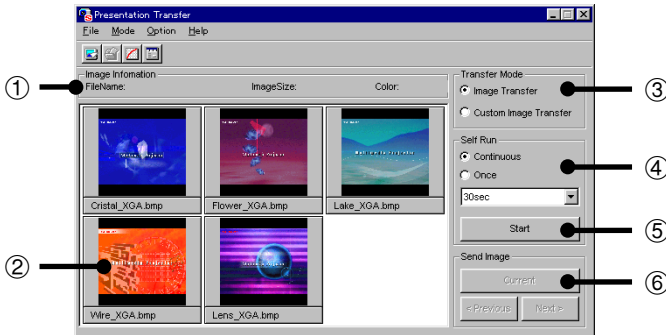 Presentation Transfer
File Mode Option Help
Image Infomation
FileName: ImageSize: Color:
Cristal_XGA.bmp Flower_XGA.bmp Lake_XGA.bmp
Wire_XGA.bmp Lens_XGA.bmp
Transfer Mode
Image Transfer
Custom Image Transfer
Self Run
Continuous
Once
30sec
Start
Send Image
Current
< Previous Next >
①
②
③
④
⑤
⑥